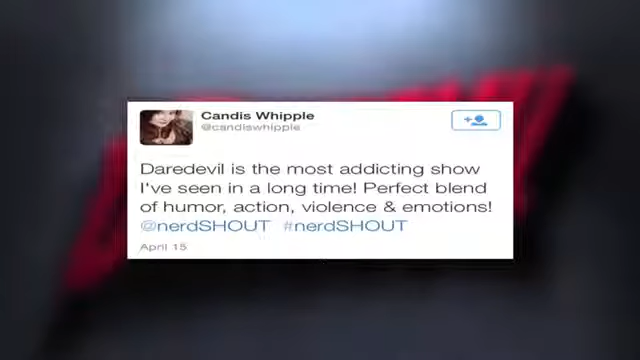 Candis Whipple
@candiswhipple
Daredevil is the most addicting show
I've seen in a long time! Perfect blend
of humor, action, violence & emotions!
@nerdSHOUT #nerdSHOUT
April 15